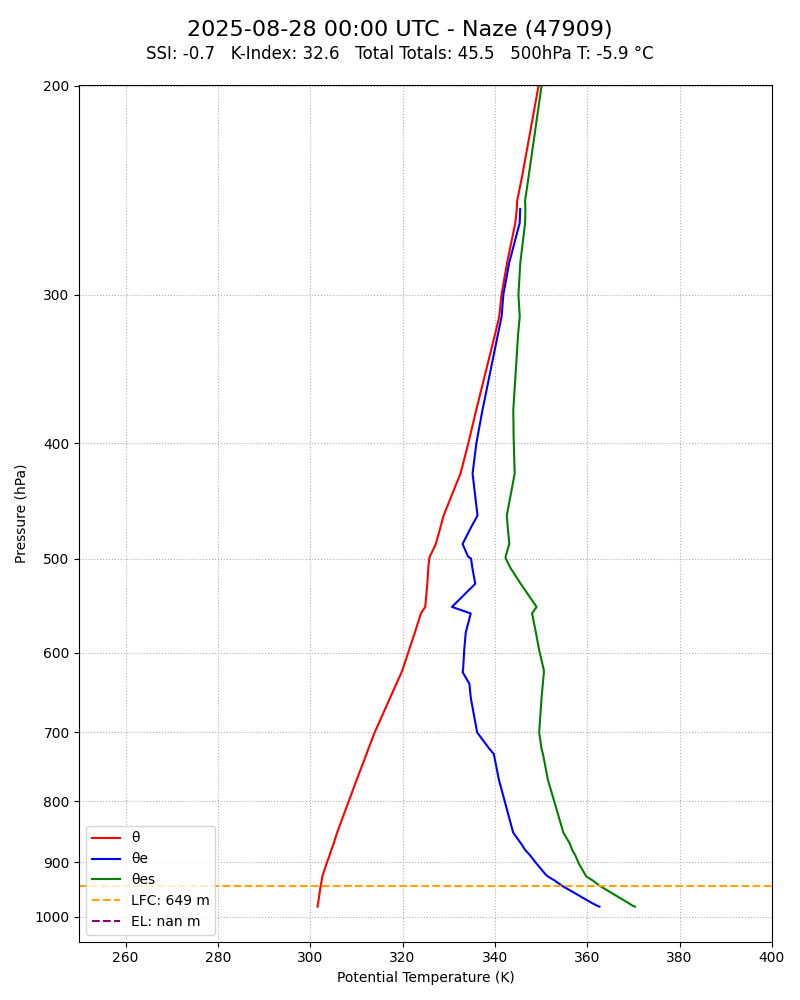 2025-08-28 00:00 UTC - Naze (47909)
SSI: -0.7   K-Index: 32.6   Total Totals: 45.5   500hPa T: -5.9 °C
200
300
400
500
600
700
800
900
1000
Pressure (hPa)
θ
θe
θes
LFC: 649 m
EL: nan m
260 280 300 320 340 360 380 400
Potential Temperature (K)